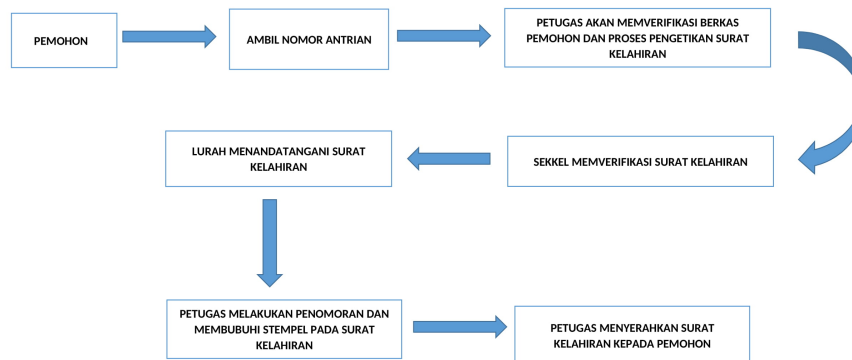 PEMOHON
AMBIL NOMOR ANTRIAN
PETUGAS AKAN MEMVERIFIKASI BERKAS
PEMOHON DAN PROSES PENGETIKAN SURAT
KELAHIRAN
SEKKEL MEMVERIFIKASI SURAT KELAHIRAN
LURAH MENANDATANGANI SURAT
KELAHIRAN
PETUGAS MELAKUKAN PENOMORAN DAN
MEMBUBUHI STEMPEL PADA SURAT
KELAHIRAN
PETUGAS MENYERAHKAN SURAT
KELAHIRAN KEPADA PEMOHON